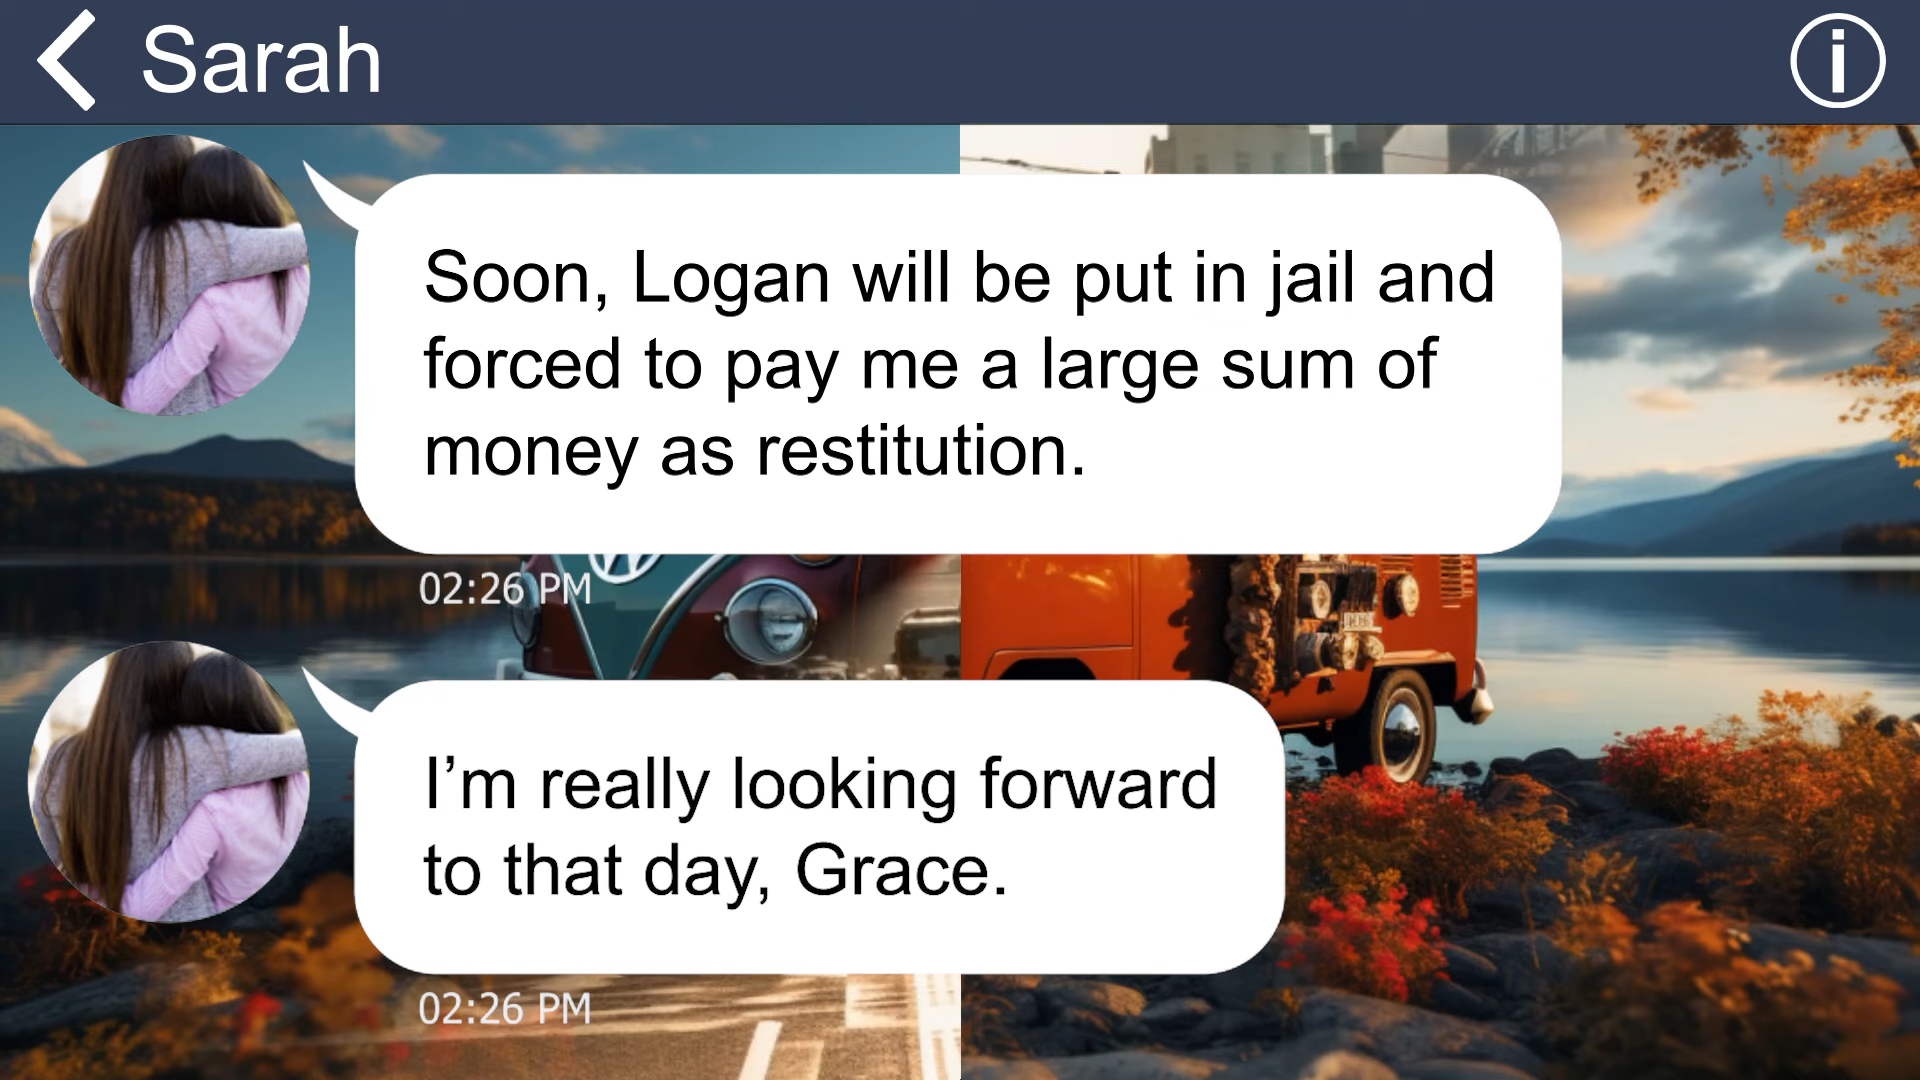 Sarah
Soon, Logan will be put in jail and
forced to pay me a large sum of
money as restitution.
02:26 PM
I’m really looking forward
to that day, Grace.
02:26 PM